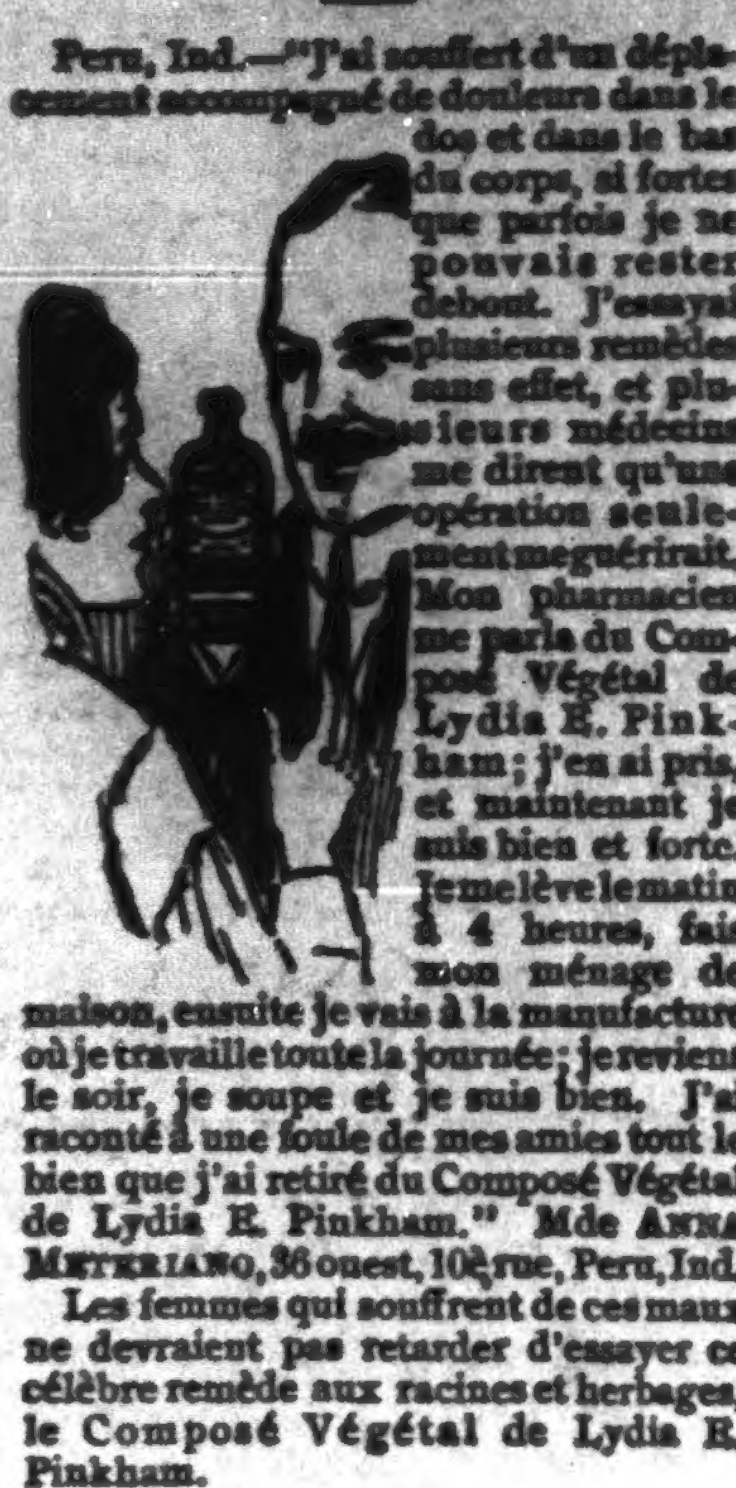 Peru, Ind.—"J'ai souffert d'un dépla-
cement accompagné de douleurs dans le
dos et dans le bas
du corps, si fortes
que parfois je ne
pouvais rester
debout. J'essayai
plusieurs remèdes
sans effet, et plu-
sieurs médecins
me dirent qu'une
opération seule-
ment me guérirait.
Mon pharmacien
me parla du Com-
posé Végétal de
Lydia E. Pink-
ham; j'en ai pris,
et maintenant je
suis bien et forte.
Je me lève le matin
à 4 heures, fais
mon ménage de
maison, ensuite je vais à la manufacture
où je travaille toute la journée; je reviens
le soir, je soupe et je suis bien. J'ai
raconté à une foule de mes amies tout le
bien que j'ai retiré du Composé Végétal
de Lydia E. Pinkham." Mde ANNA
METERIANO, 36 ouest, 10è rue, Peru, Ind.
Les femmes qui souffrent de ces maux
ne devraient pas retarder d'essayer ce
célèbre remède aux racines et herbages,
le Composé Végétal de Lydia E.
Pinkham.